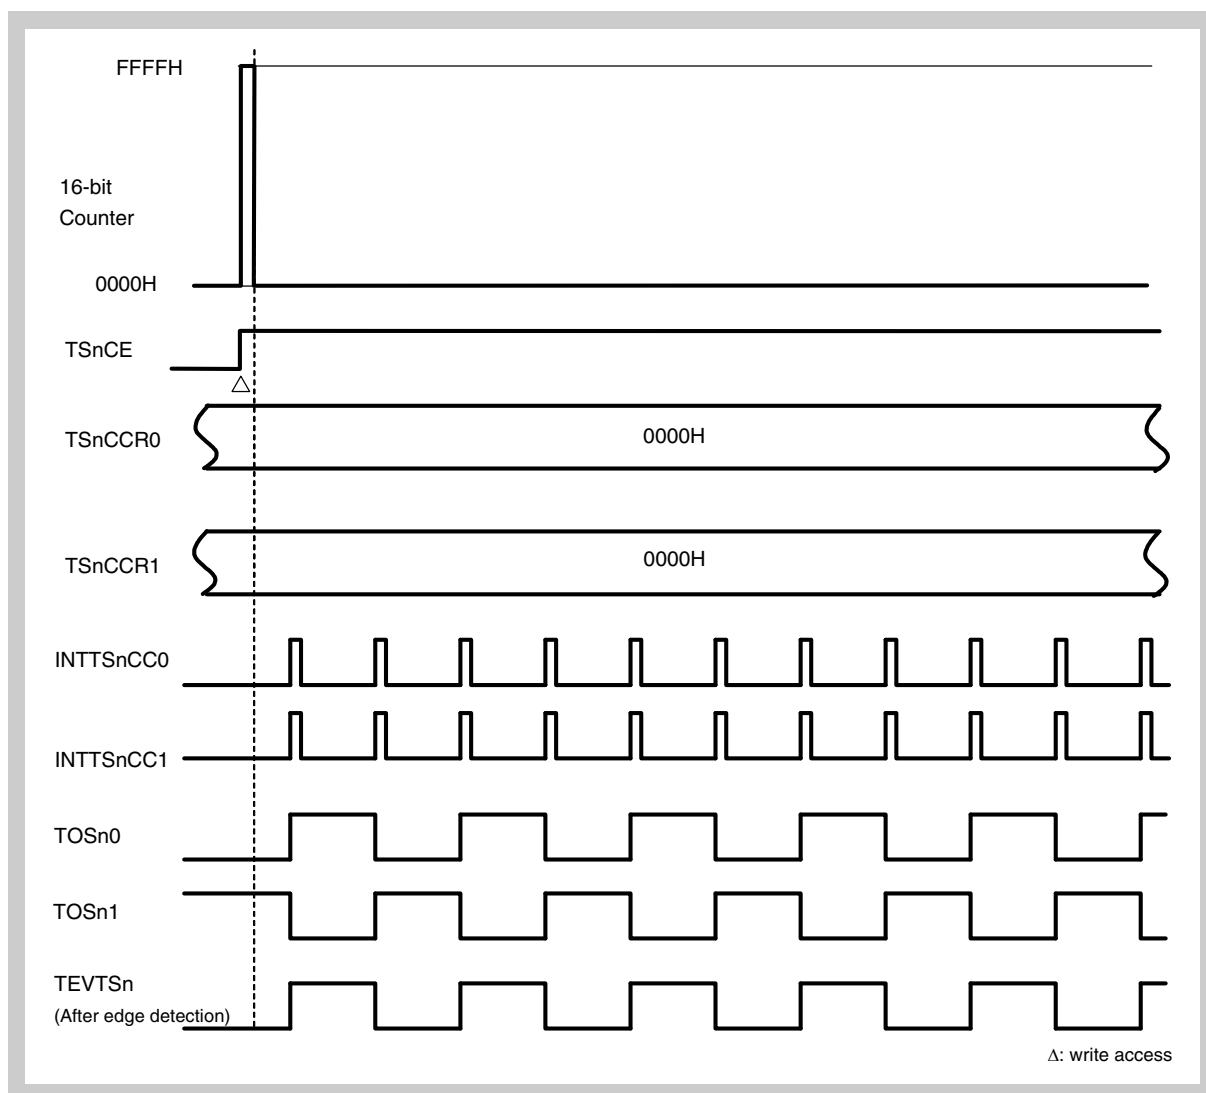 FFFFH
16-bit
Counter
0000H
TSnCE
TSnCCR0
0000H
TSnCCR1
0000H
INTTSnCC0
INTTSnCC1
TOSn0
TOSn1
TEVTSn
(After edge detection)
Δ: write access